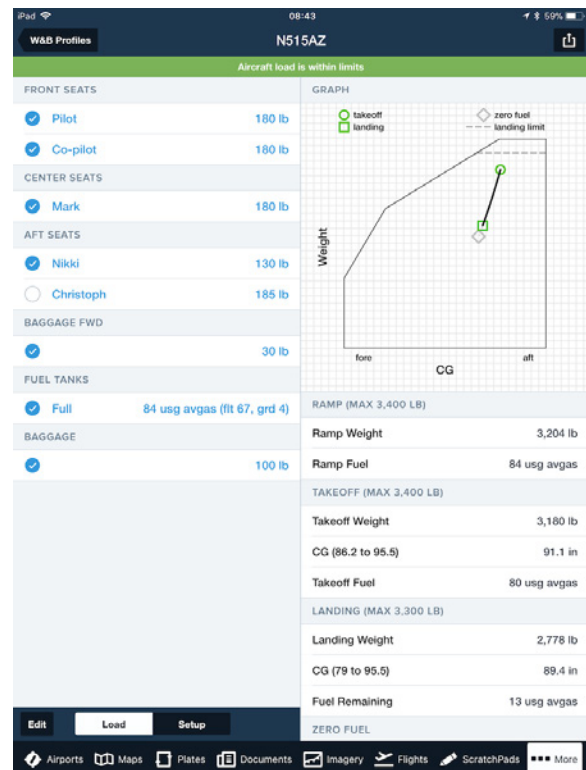 iPad 08:43 59%
W&B Profiles N515AZ
Aircraft load is within limits
FRONT SEATS
Pilot 180 lb
Co-pilot 180 lb
CENTER SEATS
Mark 180 lb
AFT SEATS
Nikki 130 lb
Christoph 185 lb
BAGGAGE FWD
30 lb
FUEL TANKS
Full 84 usg avgas (flt 67, grd 4)
BAGGAGE
100 lb
Edit Load Setup
GRAPH
takeoff zero fuel
landing landing limit
Weight
fore aft
CG
RAMP (MAX 3,400 LB)
Ramp Weight 3,204 lb
Ramp Fuel 84 usg avgas
TAKEOFF (MAX 3,400 LB)
Takeoff Weight 3,180 lb
CG (86.2 to 95.5) 91.1 in
Takeoff Fuel 80 usg avgas
LANDING (MAX 3,300 LB)
Landing Weight 2,778 lb
CG (79 to 95.5) 89.4 in
Fuel Remaining 13 usg avgas
ZERO FUEL
Airports Maps Plates Documents Imagery Flights ScratchPads More